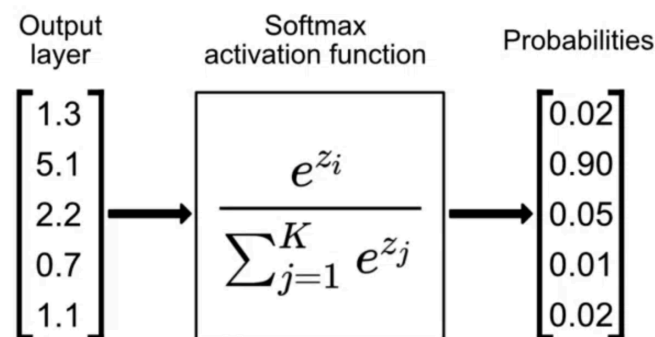 Output
layer
Softmax
activation function
Probabilities
1.3
5.1
2.2
0.7
1.1
e^{z_i}
∑_{j=1}^{K} e^{z_j}
0.02
0.90
0.05
0.01
0.02